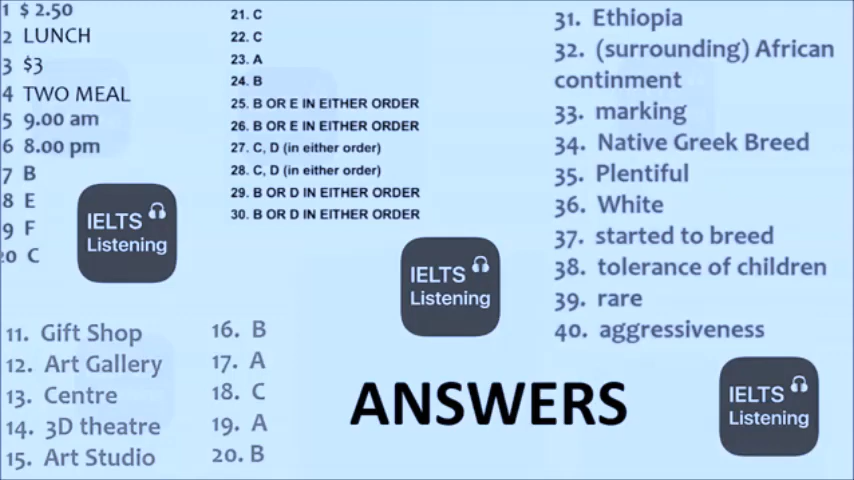 1 $ 2.50
2 LUNCH
3 $3
4 TWO MEAL
5 9.00 am
6 8.00 pm
7 B
8 E
9 F
20 C
IELTS
Listening
11. Gift Shop
12. Art Gallery
13. Centre
14. 3D theatre
15. Art Studio
16. B
17. A
18. C
19. A
20. B
21. C
22. C
23. A
24. B
25. B OR E IN EITHER ORDER
26. B OR E IN EITHER ORDER
27. C, D (in either order)
28. C, D (in either order)
29. B OR D IN EITHER ORDER
30. B OR D IN EITHER ORDER
IELTS
Listening
ANSWERS
31. Ethiopia
32. (surrounding) African
continment
33. marking
34. Native Greek Breed
35. Plentiful
36. White
37. started to breed
38. tolerance of children
39. rare
40. aggressiveness
IELTS
Listening